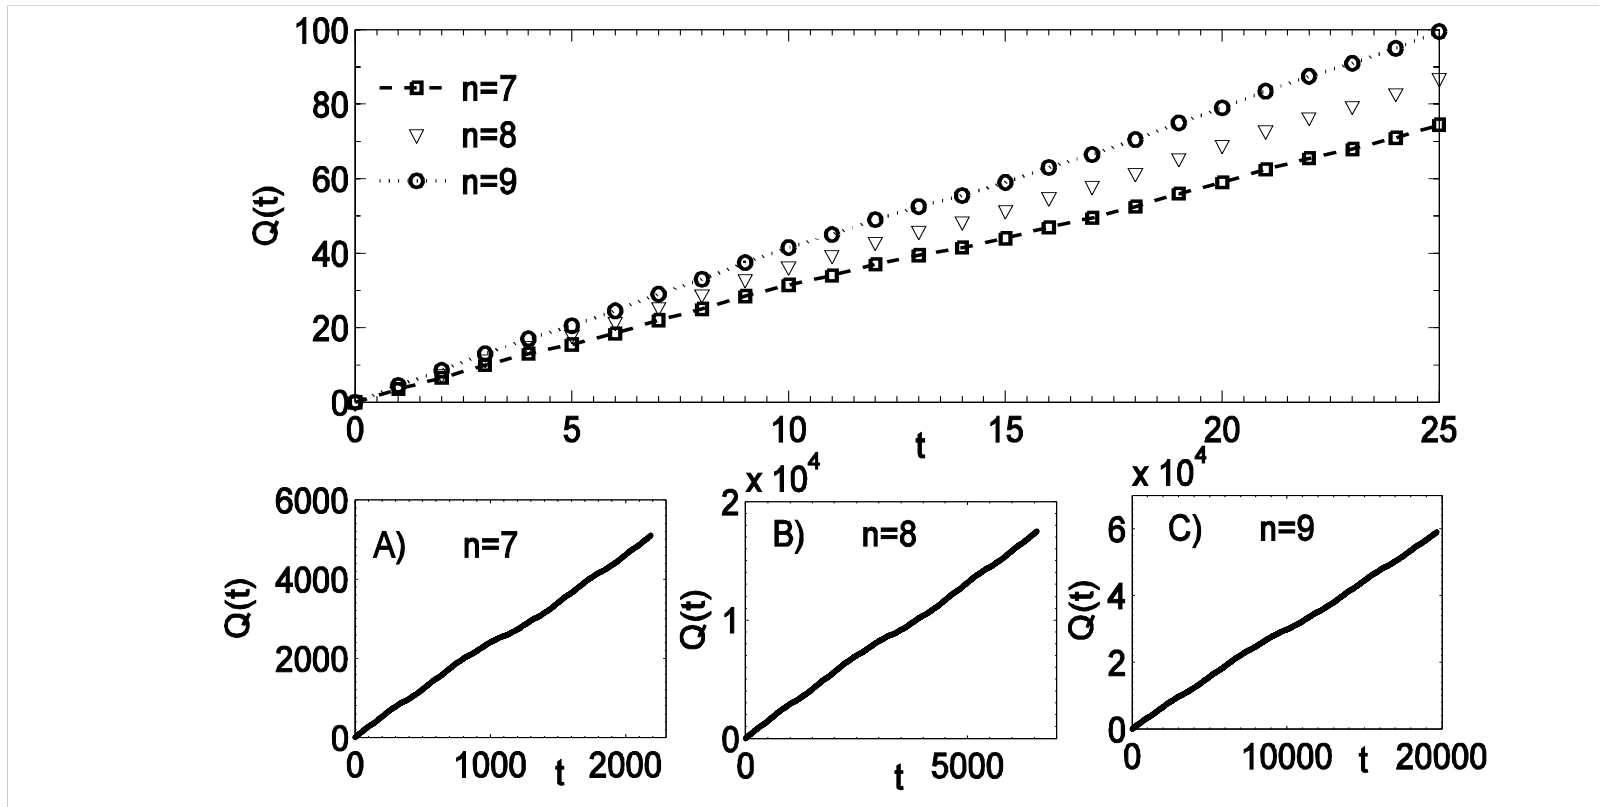 100
80
60
40
20
0
Q(t)
n=7
n=8
n=9
0 5 10 15 20 25
t
6000
4000
2000
0
Q(t)
A) n=7
0 1000 t 2000
x 10^4
2
1
0
Q(t)
B) n=8
0 t 5000
x 10^4
6
4
2
0
Q(t)
C) n=9
0 10000 t 20000